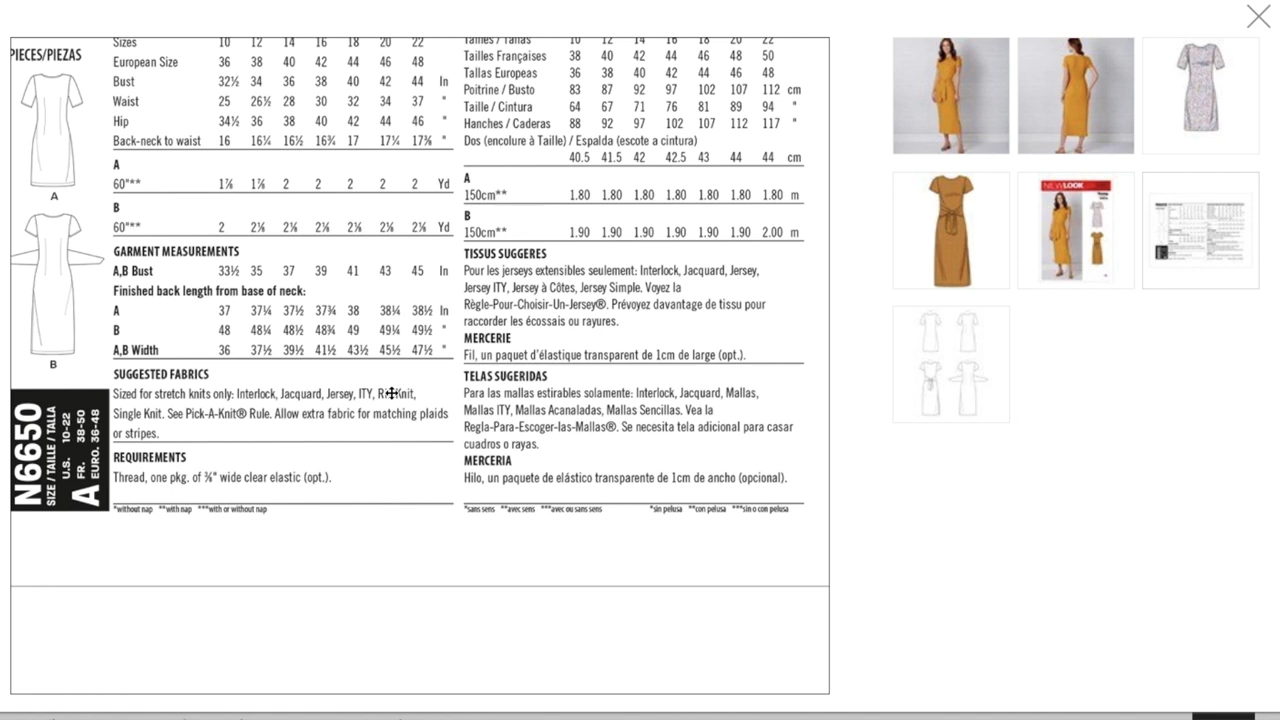 PIECES/PIEZAS
A
B
N6650
SIZE / TAILLE / TALLA
A
U.S. 10-22
FR. 38-50
EURO. 36-48
Sizes 10 12 14 16 18 20 22
European Size 36 38 40 42 44 46 48
Bust 32½ 34 36 38 40 42 44 In
Waist 25 26½ 28 30 32 34 37 "
Hip 34½ 36 38 40 42 44 46 "
Back-neck to waist 16 16¼ 16½ 16¾ 17 17¼ 17⅜ "
A
60"** 1⅞ 1⅞ 2 2 2 2 2 Yd
B
60"** 2 2⅛ 2⅛ 2⅛ 2⅛ 2⅛ 2⅛ Yd
GARMENT MEASUREMENTS
A,B Bust 33½ 35 37 39 41 43 45 In
Finished back length from base of neck:
A 37 37¼ 37½ 37¾ 38 38¼ 38½ In
B 48 48¼ 48½ 48¾ 49 49¼ 49½ "
A,B Width 36 37½ 39½ 41½ 43½ 45½ 47½ "
SUGGESTED FABRICS
Sized for stretch knits only: Interlock, Jacquard, Jersey, ITY, Knit,
Single Knit. See Pick-A-Knit® Rule. Allow extra fabric for matching plaids
or stripes.
REQUIREMENTS
Thread, one pkg. of ⅜" wide clear elastic (opt.).
*without nap **with nap ***with or without nap
Tailles / Tallas 10 12 14 16 18 20 22
Tailles Françaises 38 40 42 44 46 48 50
Tallas Europeas 36 38 40 42 44 46 48
Poitrine / Busto 83 87 92 97 102 107 112 cm
Taille / Cintura 64 67 71 76 81 89 94 "
Hanches / Caderas 88 92 97 102 107 112 117 "
Dos (encolure à Taille) / Espalda (escote a cintura)
40.5 41.5 42 42.5 43 44 44 cm
A
150cm** 1.80 1.80 1.80 1.80 1.80 1.80 1.80 m
B
150cm** 1.90 1.90 1.90 1.90 1.90 1.90 2.00 m
TISSUS SUGGERES
Pour les jerseys extensibles seulement: Interlock, Jacquard, Jersey,
Jersey ITY, Jersey à Côtes, Jersey Simple. Voyez la
Règle-Pour-Choisir-Un-Jersey®. Prévoyez davantage de tissu pour
raccorder les écossais ou rayures.
MERCERIE
Fil, un paquet d'élastique transparent de 1cm de large (opt.).
TELAS SUGERIDAS
Para las mallas estirables solamente: Interlock, Jacquard, Mallas,
Mallas ITY, Mallas Acanaladas, Mallas Sencillas. Vea la
Regla-Para-Escoger-las-Mallas®. Se necesita tela adicional para casar
cuadros o rayas.
MERCERIA
Hilo, un paquete de elástico transparente de 1cm de ancho (opcional).
*sans sens **avec sens ***avec ou sans sens *sin pelusa **con pelusa ***sin o con pelusa
NEW LOOK